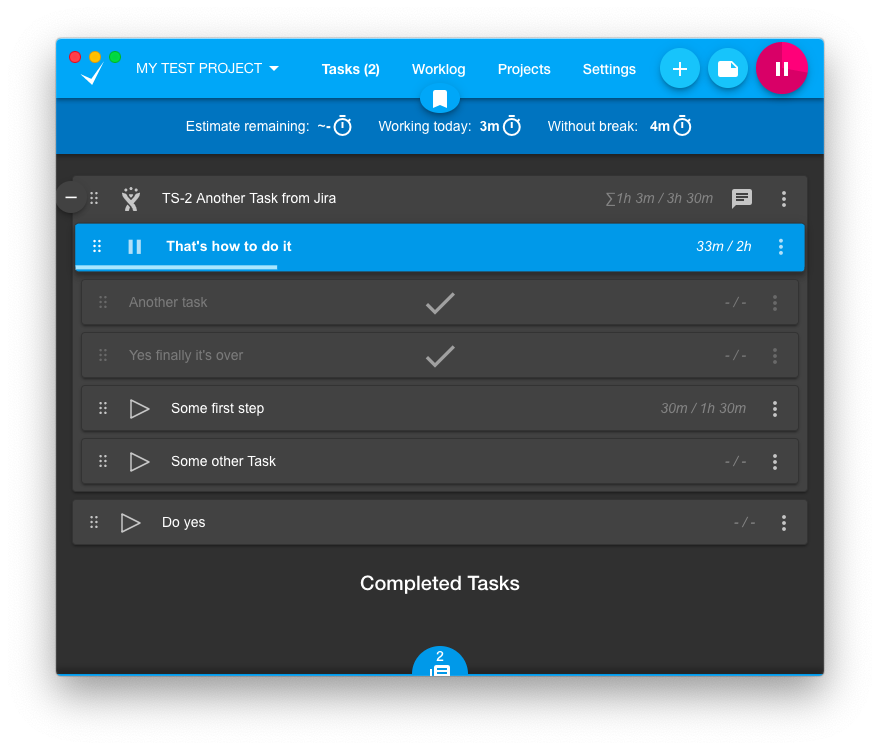 MY TEST PROJECT Tasks (2) Worklog Projects Settings
Estimate remaining: ~- Working today: 3m Without break: 4m
TS-2 Another Task from Jira ∑1h 3m / 3h 30m
That's how to do it 33m / 2h
Another task - / -
Yes finally it's over - / -
Some first step 30m / 1h 30m
Some other Task - / -
Do yes - / -
Completed Tasks
2